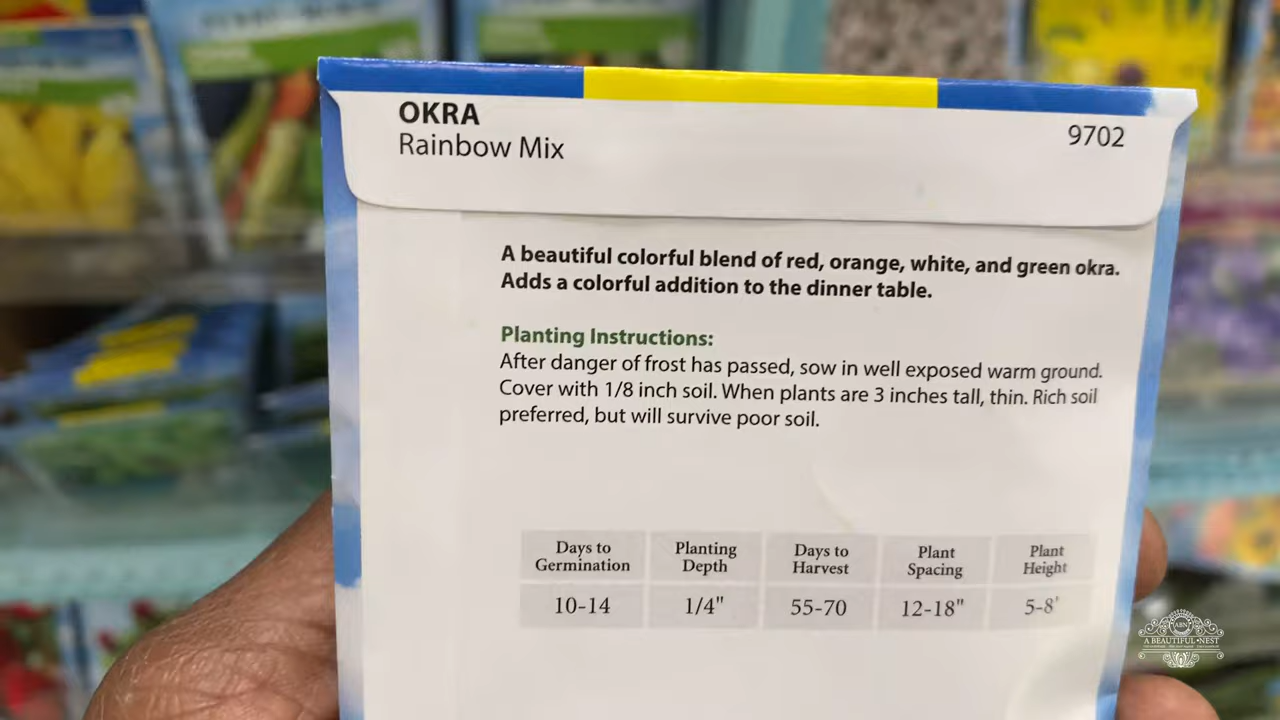 OKRA
Rainbow Mix
9702
A beautiful colorful blend of red, orange, white, and green okra.
Adds a colorful addition to the dinner table.
Planting Instructions:
After danger of frost has passed, sow in well exposed warm ground.
Cover with 1/8 inch soil. When plants are 3 inches tall, thin. Rich soil
preferred, but will survive poor soil.
Days to Germination Planting Depth Days to Harvest Plant Spacing Plant Height
10-14 1/4" 55-70 12-18" 5-8'
ABN
A BEAUTIFUL NEST